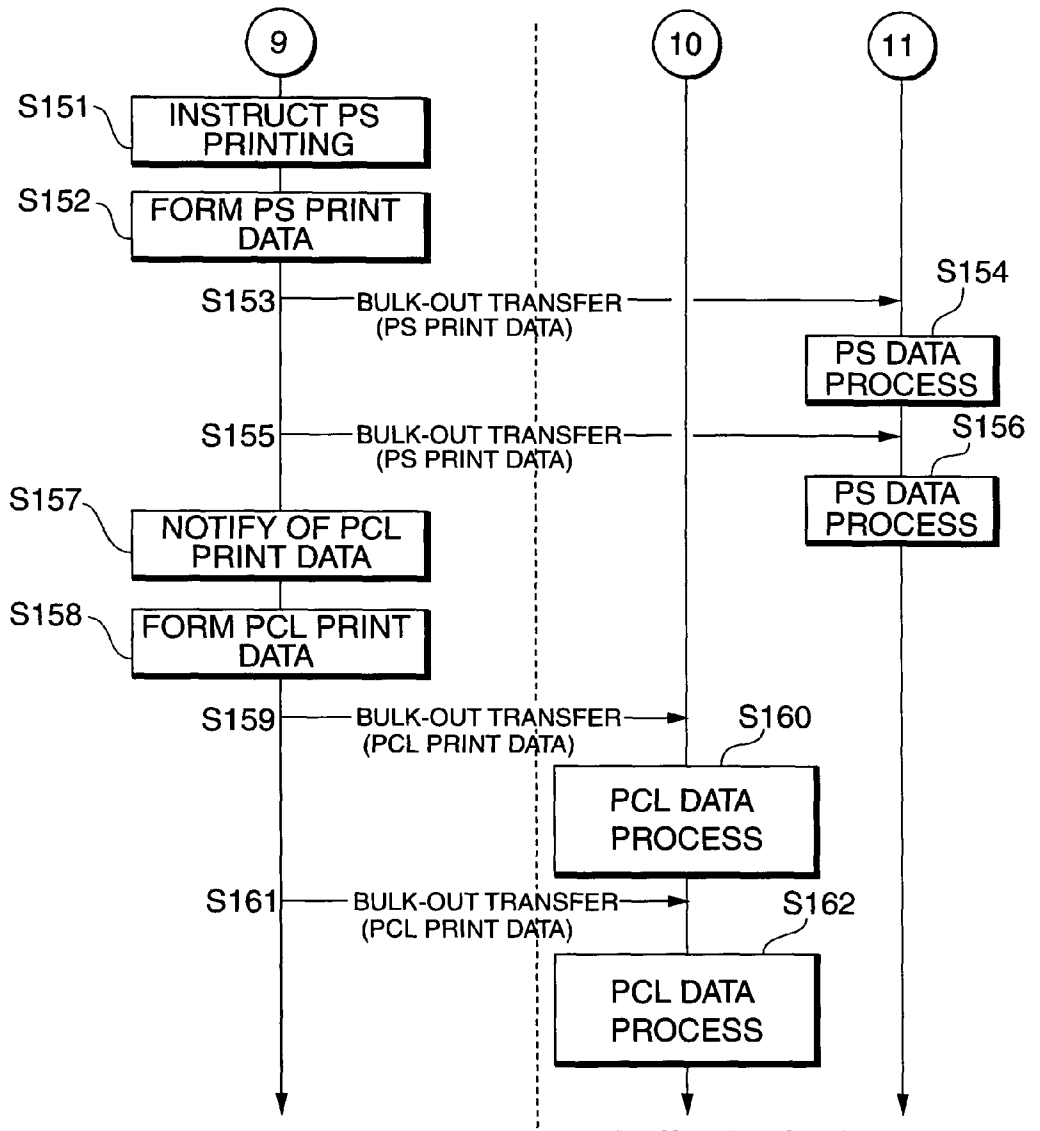 9
10
11
S151
INSTRUCT PS
PRINTING
S152
FORM PS PRINT
DATA
S153
BULK-OUT TRANSFER
(PS PRINT DATA)
S154
PS DATA
PROCESS
S155
BULK-OUT TRANSFER
(PS PRINT DATA)
S156
PS DATA
PROCESS
S157
NOTIFY OF PCL
PRINT DATA
S158
FORM PCL PRINT
DATA
S159
BULK-OUT TRANSFER
(PCL PRINT DATA)
S160
PCL DATA
PROCESS
S161
BULK-OUT TRANSFER
(PCL PRINT DATA)
S162
PCL DATA
PROCESS